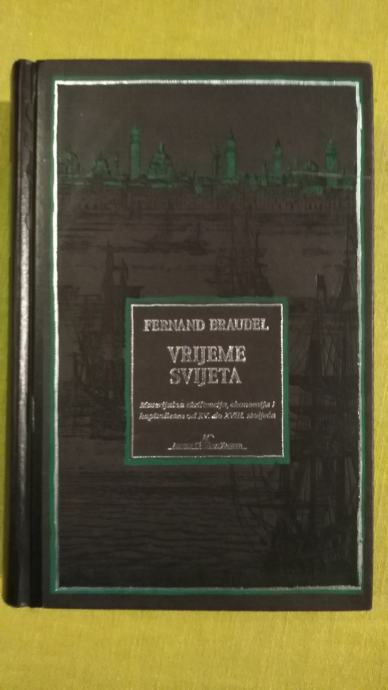 FERNAND BRAUDEL
VRIJEME
SVIJETA
Materijalna civilizacija, ekonomija i
kapitalizam od XV. do XVIII. stoljeća